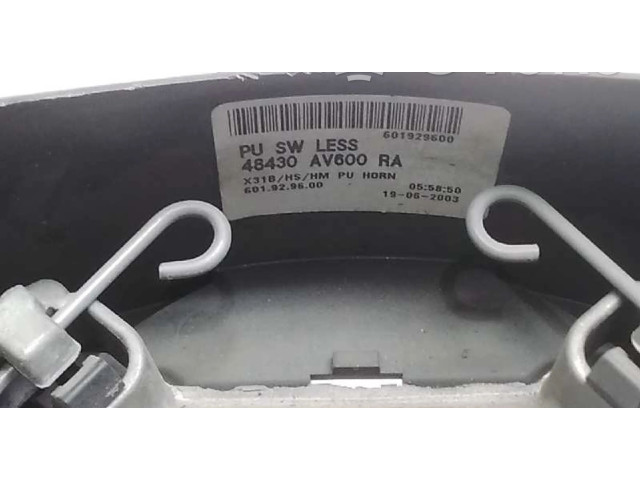 601929600
PU SW LESS
48430 AV600 RA
X31B/HS/HM PU HORN 05:58:50
601.92.96.00 19-06-2003